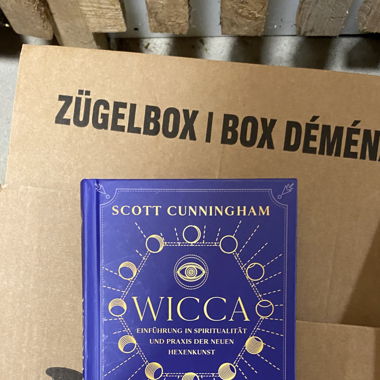 ZÜGELBOX | BOX DÉMÉN
SCOTT CUNNINGHAM
WICCA
EINFÜHRUNG IN SPIRITUALITÄT
UND PRAXIS DER NEUEN
HEXENKUNST